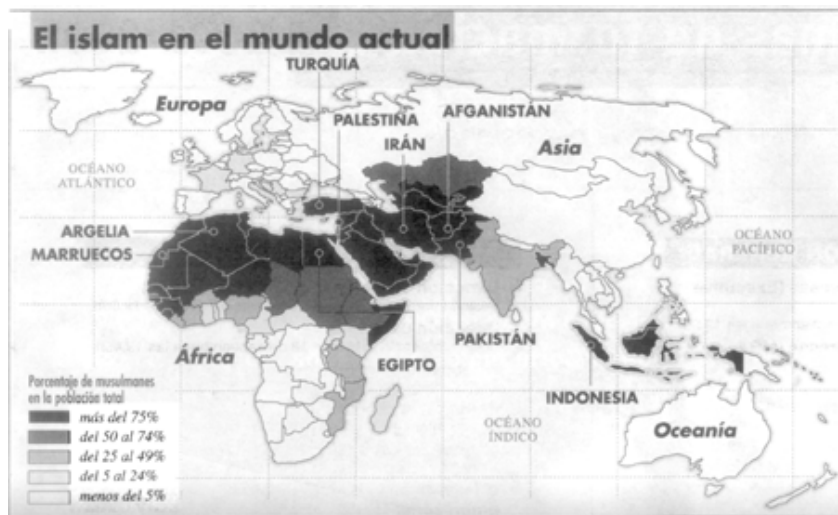 El islam en el mundo actual
TURQUÍA
Europa
PALESTINA
AFGANISTÁN
IRÁN
Asia
OCÉANO
ATLÁNTICO
ARGELIA
MARRUECOS
OCÉANO
PACÍFICO
África
EGIPTO
PAKISTÁN
INDONESIA
OCÉANO
ÍNDICO
Oceanía
Porcentaje de musulmanes
en la población total
más del 75%
del 50 al 74%
del 25 al 49%
del 5 al 24%
menos del 5%